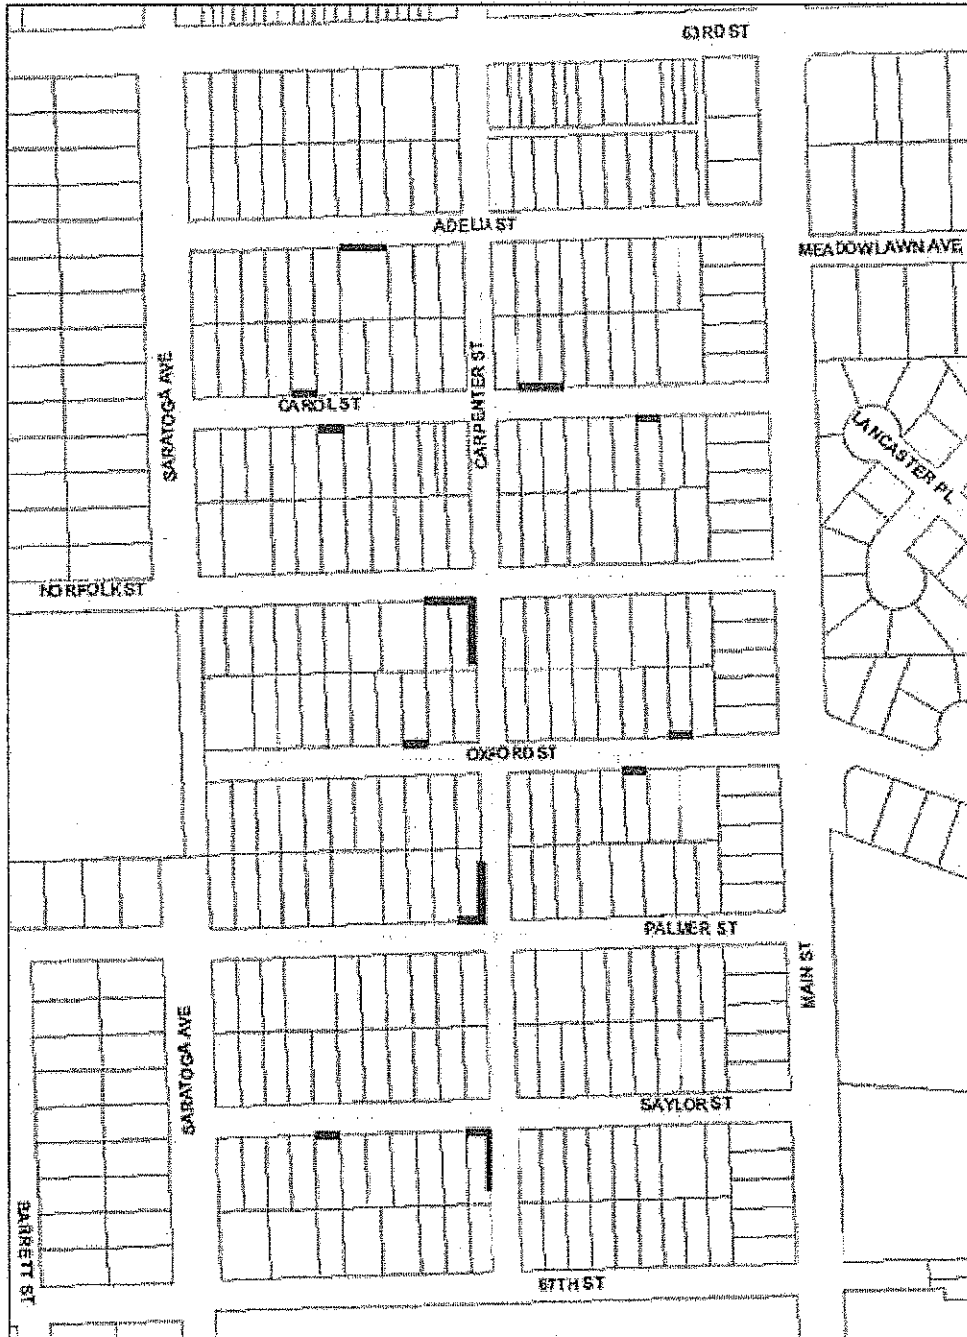 63RD ST
ADELIA ST
MEADOWLAWN AVE
SARATOGA AVE
CARPENTER ST
CAROL ST
LANCASTER PL
NORFOLK ST
OXFORD ST
PALMER ST
MAIN ST
SARATOGA AVE
SAYLOR ST
BARRETT ST
67TH ST